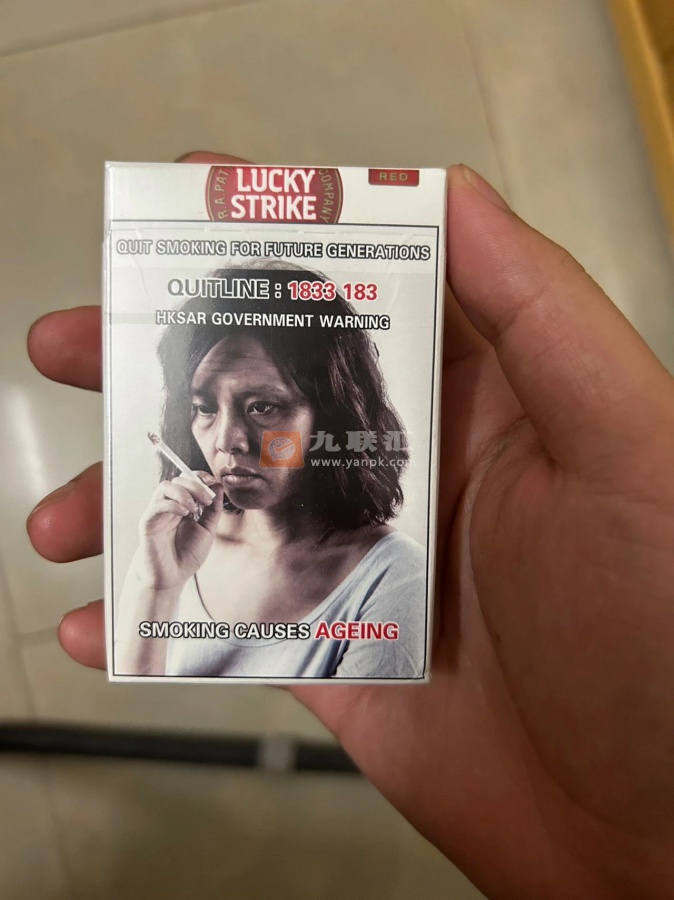 R.A.PAT
COMPANY
LUCKY
STRIKE
RED
QUIT SMOKING FOR FUTURE GENERATIONS
QUITLINE : 1833 183
HKSAR GOVERNMENT WARNING
九联汇
www.yanpk.com
SMOKING CAUSES AGEING